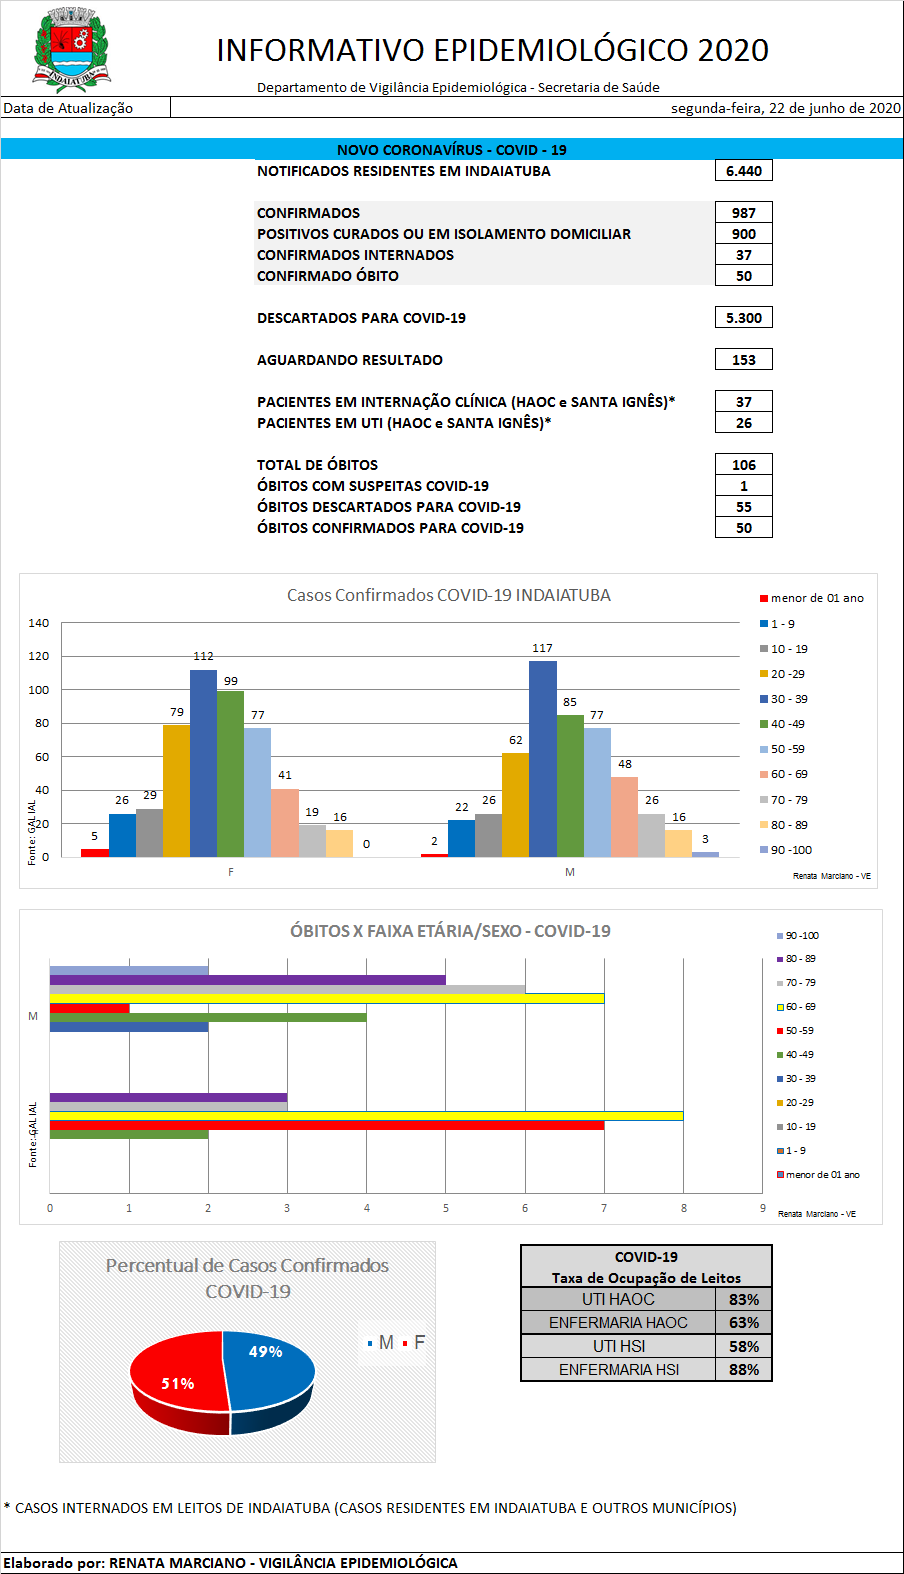 INDAIATUBA
INFORMATIVO EPIDEMIOLÓGICO 2020
Departamento de Vigilância Epidemiológica - Secretaria de Saúde
Data de Atualização segunda-feira, 22 de junho de 2020
NOVO CORONAVÍRUS - COVID - 19
NOTIFICADOS RESIDENTES EM INDAIATUBA 6.440
CONFIRMADOS 987
POSITIVOS CURADOS OU EM ISOLAMENTO DOMICILIAR 900
CONFIRMADOS INTERNADOS 37
CONFIRMADO ÓBITO 50
DESCARTADOS PARA COVID-19 5.300
AGUARDANDO RESULTADO 153
PACIENTES EM INTERNAÇÃO CLÍNICA (HAOC e SANTA IGNÊS)* 37
PACIENTES EM UTI (HAOC e SANTA IGNÊS)* 26
TOTAL DE ÓBITOS 106
ÓBITOS COM SUSPEITAS COVID-19 1
ÓBITOS DESCARTADOS PARA COVID-19 55
ÓBITOS CONFIRMADOS PARA COVID-19 50
Casos Confirmados COVID-19 INDAIATUBA
140
120
100
80
60
40
20
0
5 26 29 79 112 99 77 41 19 16 0
2 22 26 62 117 85 77 48 26 16 3
F M
Fonte: GAL IAL
menor de 01 ano
1 - 9
10 - 19
20 -29
30 - 39
40 -49
50 -59
60 - 69
70 - 79
80 - 89
90 -100
Renata Marciano - VE
ÓBITOS X FAIXA ETÁRIA/SEXO - COVID-19
M
F
Fonte: GAL IAL
0 1 2 3 4 5 6 7 8 9
90 -100
80 - 89
70 - 79
60 - 69
50 -59
40 -49
30 - 39
20 -29
10 - 19
1 - 9
menor de 01 ano
Renata Marciano - VE
Percentual de Casos Confirmados
COVID-19
49%
51%
M F
COVID-19
Taxa de Ocupação de Leitos
UTI HAOC 83%
ENFERMARIA HAOC 63%
UTI HSI 58%
ENFERMARIA HSI 88%
* CASOS INTERNADOS EM LEITOS DE INDAIATUBA (CASOS RESIDENTES EM INDAIATUBA E OUTROS MUNICÍPIOS)
Elaborado por: RENATA MARCIANO - VIGILÂNCIA EPIDEMIOLÓGICA